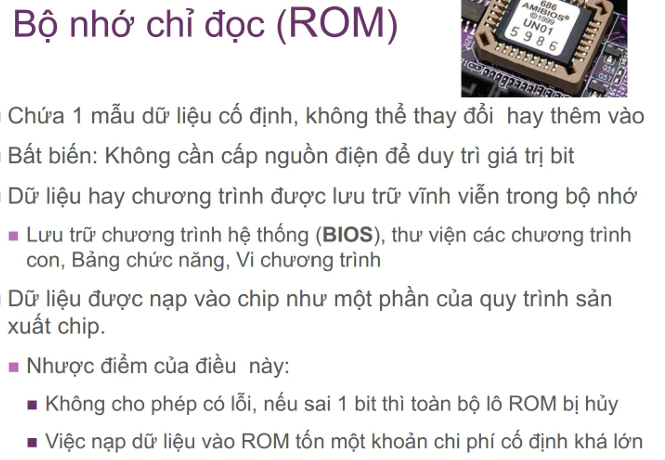 Bộ nhớ chỉ đọc (ROM)
686
AMIBIOS®
©1999
UN01
5986
Chứa 1 mẫu dữ liệu cố định, không thể thay đổi hay thêm vào
Bất biến: Không cần cấp nguồn điện để duy trì giá trị bit
Dữ liệu hay chương trình được lưu trữ vĩnh viễn trong bộ nhớ
Lưu trữ chương trình hệ thống (BIOS), thư viện các chương trình
con, Bảng chức năng, Vi chương trình
Dữ liệu được nạp vào chip như một phần của quy trình sản
xuất chip.
Nhược điểm của điều này:
Không cho phép có lỗi, nếu sai 1 bit thì toàn bộ lô ROM bị hủy
Việc nạp dữ liệu vào ROM tốn một khoản chi phí cố định khá lớn